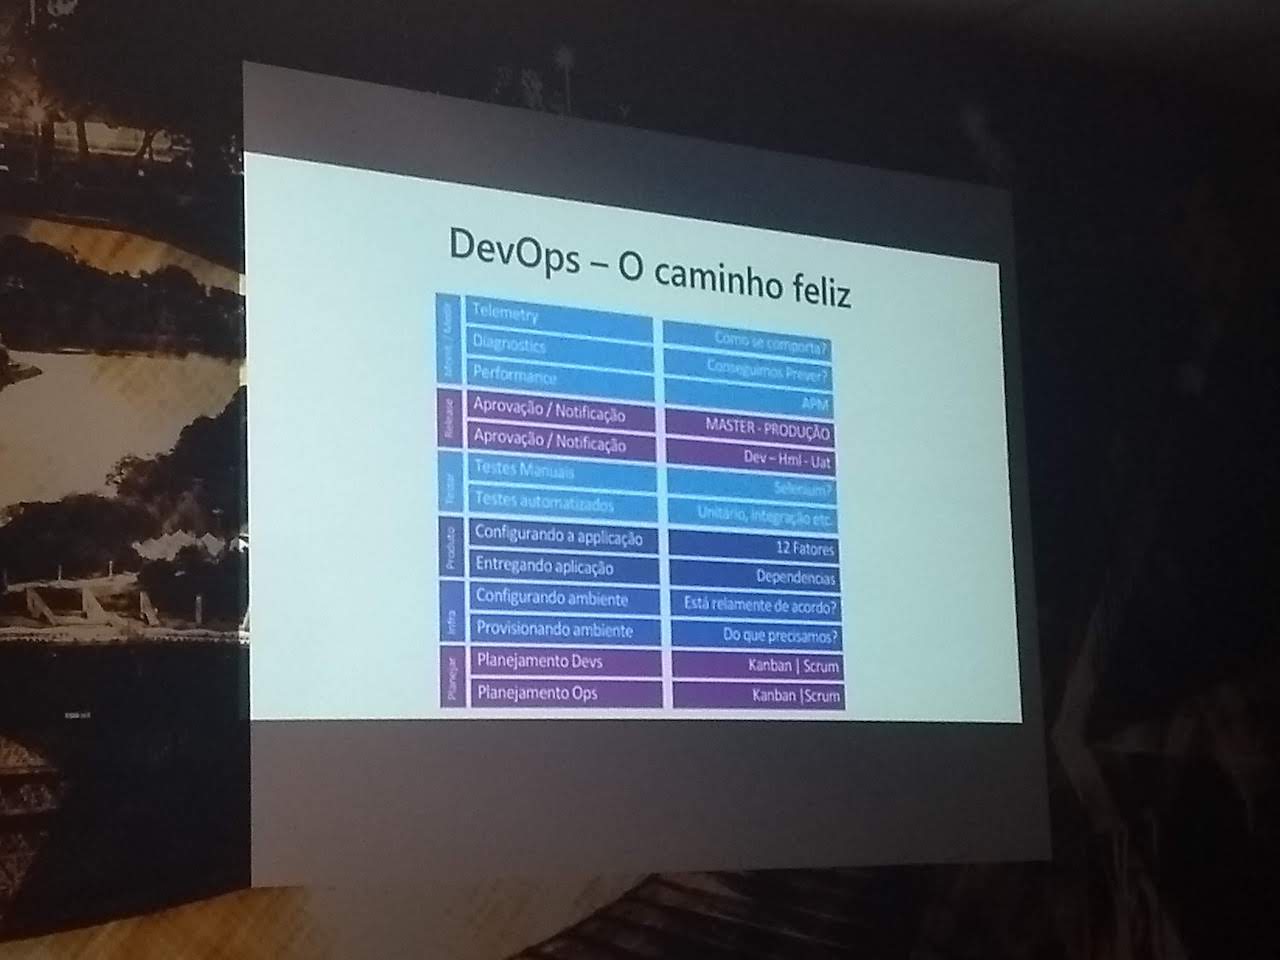 DevOps – O caminho feliz
Telemetry
Como se comporta?
Diagnostics
Conseguimos Prever?
Performance
APM
Release
Aprovação / Notificação
MASTER - PRODUÇÃO
Aprovação / Notificação
Dev – Hml - Uat
Testar
Testes Manuais
Selenium?
Testes automatizados
Unitário, integração etc
Produto
Configurando a applicação
12 Fatores
Entregando aplicação
Dependencias
Infra
Configurando ambiente
Está relamente de acordo?
Provisionando ambiente
Do que precisamos?
Planejar
Planejamento Devs
Kanban | Scrum
Planejamento Ops
Kanban |Scrum